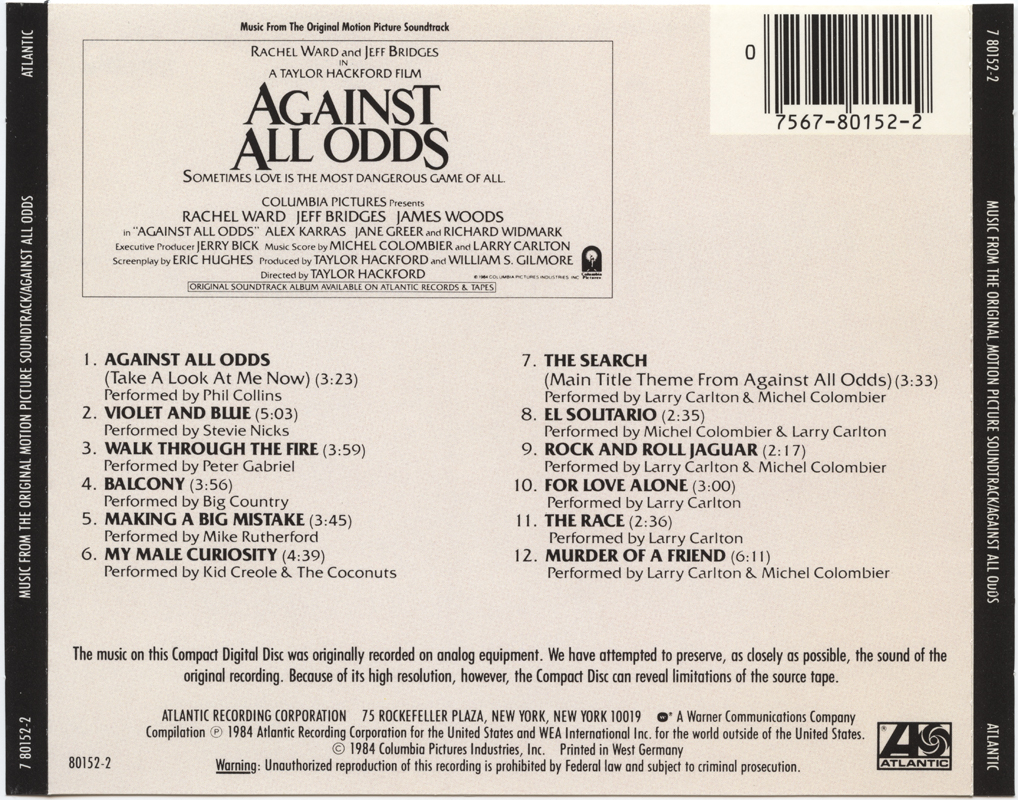 Music From The Original Motion Picture Soundtrack
RACHEL WARD and JEFF BRIDGES
IN
A TAYLOR HACKFORD FILM
AGAINST
ALL ODDS
SOMETIMES LOVE IS THE MOST DANGEROUS GAME OF ALL.
COLUMBIA PICTURES Presents
RACHEL WARD JEFF BRIDGES JAMES WOODS
in "AGAINST ALL ODDS" ALEX KARRAS JANE GREER and RICHARD WIDMARK
Executive Producer JERRY BICK Music Score by MICHEL COLOMBIER and LARRY CARLTON
Screenplay by ERIC HUGHES Produced by TAYLOR HACKFORD and WILLIAM S. GILMORE
Directed by TAYLOR HACKFORD
© 1984 COLUMBIA PICTURES INDUSTRIES, INC.
Columbia Pictures
ORIGINAL SOUNDTRACK ALBUM AVAILABLE ON ATLANTIC RECORDS & TAPES
0
7567-80152-2
1. AGAINST ALL ODDS
(Take A Look At Me Now) (3:23)
Performed by Phil Collins
2. VIOLET AND BLUE (5:03)
Performed by Stevie Nicks
3. WALK THROUGH THE FIRE (3:59)
Performed by Peter Gabriel
4. BALCONY (3:56)
Performed by Big Country
5. MAKING A BIG MISTAKE (3:45)
Performed by Mike Rutherford
6. MY MALE CURIOSITY (4:39)
Performed by Kid Creole & The Coconuts
7. THE SEARCH
(Main Title Theme From Against All Odds) (3:33)
Performed by Larry Carlton & Michel Colombier
8. EL SOLITARIO (2:35)
Performed by Michel Colombier & Larry Carlton
9. ROCK AND ROLL JAGUAR (2:17)
Performed by Larry Carlton & Michel Colombier
10. FOR LOVE ALONE (3:00)
Performed by Larry Carlton
11. THE RACE (2:36)
Performed by Larry Carlton
12. MURDER OF A FRIEND (6:11)
Performed by Larry Carlton & Michel Colombier
The music on this Compact Digital Disc was originally recorded on analog equipment. We have attempted to preserve, as closely as possible, the sound of the
original recording. Because of its high resolution, however, the Compact Disc can reveal limitations of the source tape.
ATLANTIC RECORDING CORPORATION 75 ROCKEFELLER PLAZA, NEW YORK, NEW YORK 10019 A Warner Communications Company
Compilation ℗ 1984 Atlantic Recording Corporation for the United States and WEA International Inc. for the world outside of the United States.
© 1984 Columbia Pictures Industries, Inc. Printed in West Germany
80152-2
Warning: Unauthorized reproduction of this recording is prohibited by Federal law and subject to criminal prosecution.
ATLANTIC
7 80152-2 MUSIC FROM THE ORIGINAL MOTION PICTURE SOUNDTRACK/AGAINST ALL ODDS ATLANTIC
7 80152-2 MUSIC FROM THE ORIGINAL MOTION PICTURE SOUNDTRACK/AGAINST ALL ODDS ATLANTIC